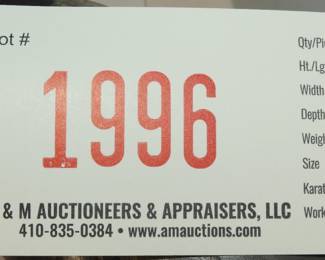 ot #
1996
& M AUCTIONEERS & APPRAISERS, LLC
410-835-0384 • www.amauctions.com
Qty/Pi
Ht./Lg
Width
Depth
Weigh
Size
Karat
Work